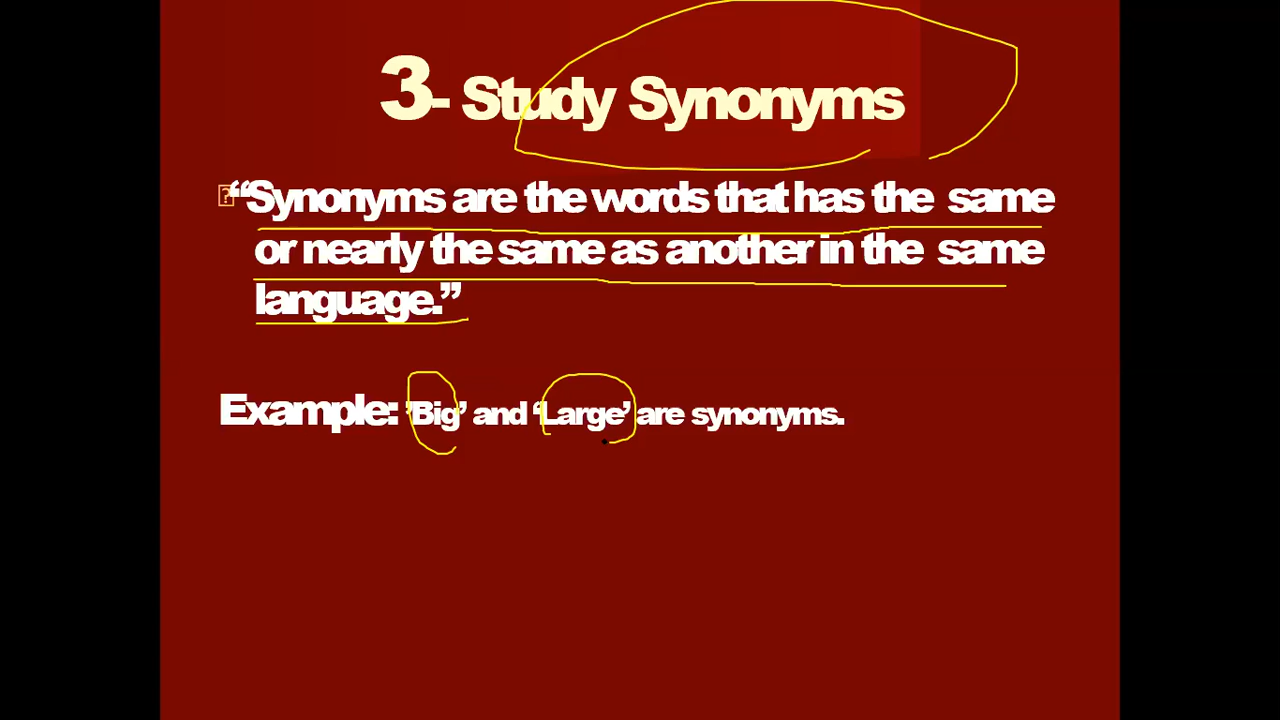 3- Study Synonyms
“Synonyms are the words that has the same
or nearly the same as another in the same
language.”
Example: ’Big’ and ‘Large’ are synonyms.